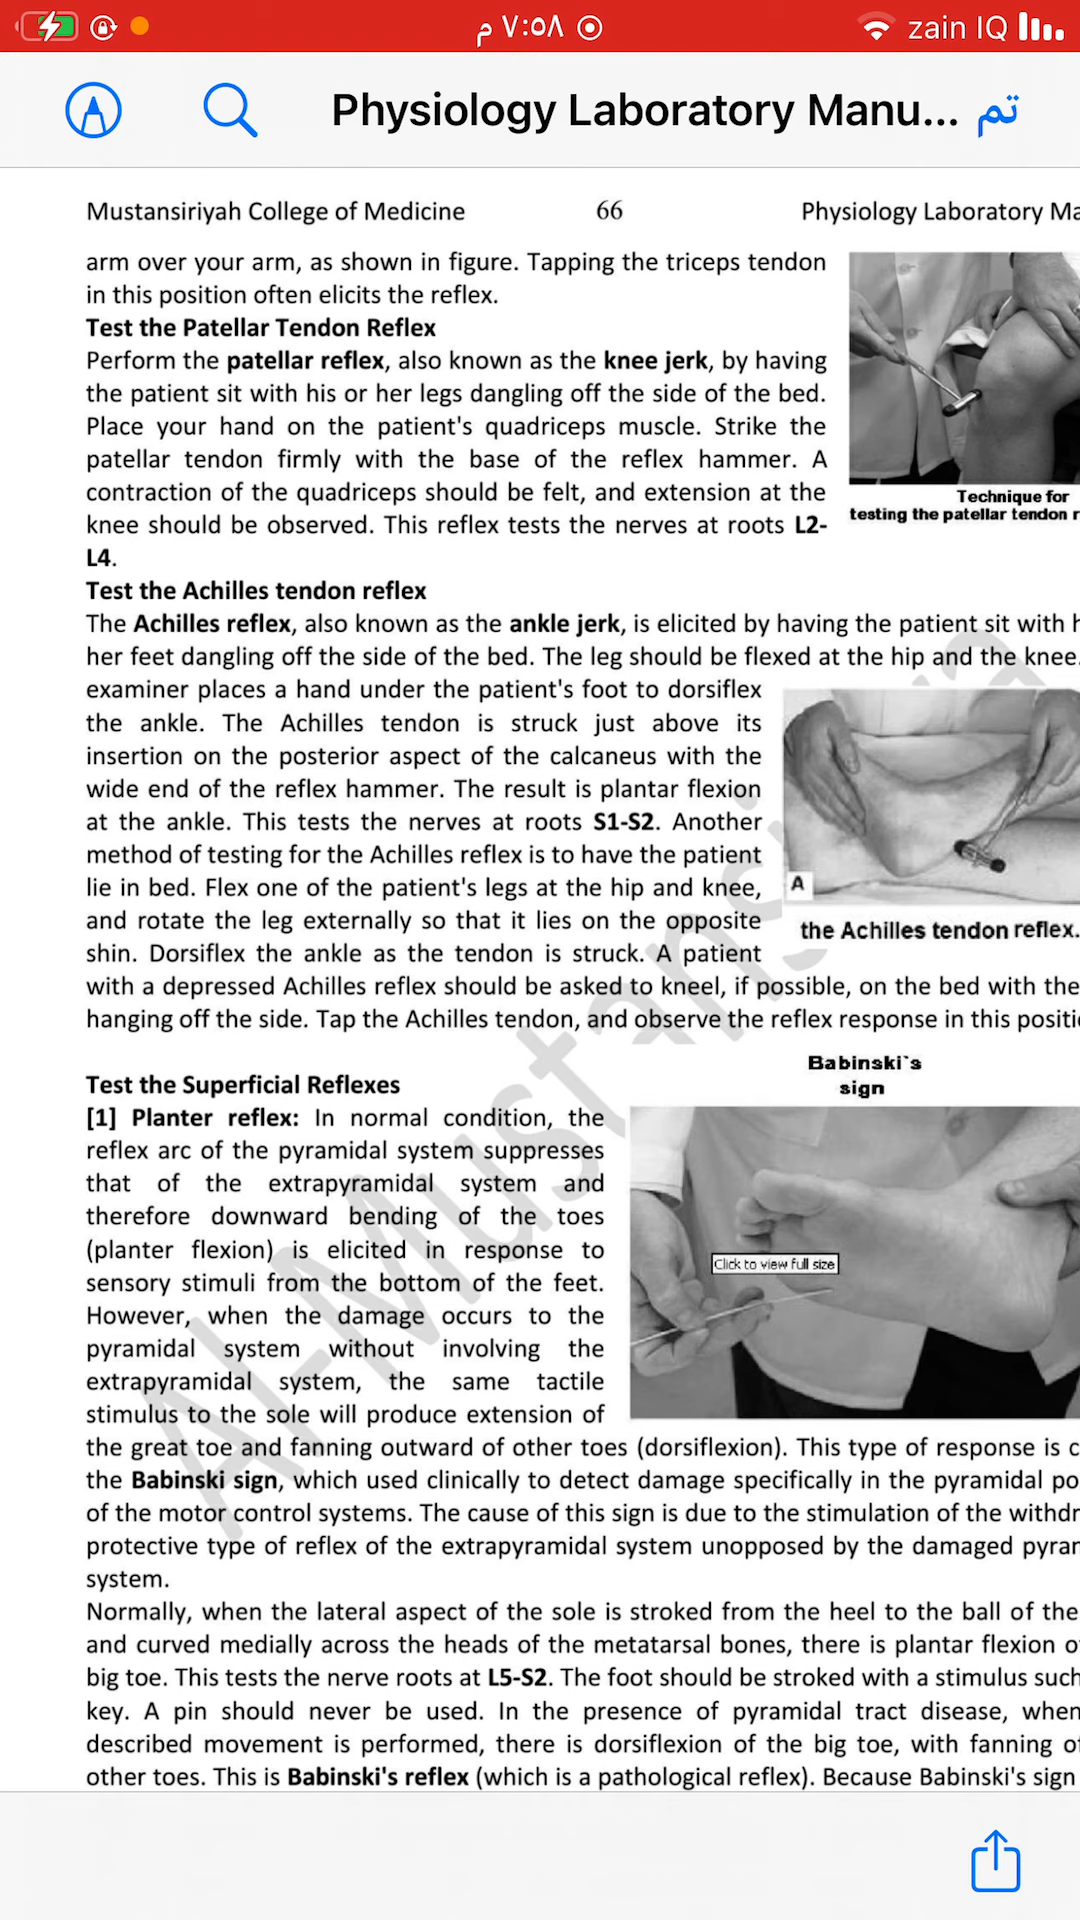 ٧:٥٨ م
zain IQ
Physiology Laboratory Manu...
تم
Mustansiriyah College of Medicine 66 Physiology Laboratory Ma
arm over your arm, as shown in figure. Tapping the triceps tendon
in this position often elicits the reflex.
Test the Patellar Tendon Reflex
Perform the patellar reflex, also known as the knee jerk, by having
the patient sit with his or her legs dangling off the side of the bed.
Place your hand on the patient's quadriceps muscle. Strike the
patellar tendon firmly with the base of the reflex hammer. A
contraction of the quadriceps should be felt, and extension at the
knee should be observed. This reflex tests the nerves at roots L2-
L4.
Technique for
testing the patellar tendon r
Test the Achilles tendon reflex
The Achilles reflex, also known as the ankle jerk, is elicited by having the patient sit with h
her feet dangling off the side of the bed. The leg should be flexed at the hip and the knee.
examiner places a hand under the patient's foot to dorsiflex
the ankle. The Achilles tendon is struck just above its
insertion on the posterior aspect of the calcaneus with the
wide end of the reflex hammer. The result is plantar flexion
at the ankle. This tests the nerves at roots S1-S2. Another
method of testing for the Achilles reflex is to have the patient
lie in bed. Flex one of the patient's legs at the hip and knee,
and rotate the leg externally so that it lies on the opposite
shin. Dorsiflex the ankle as the tendon is struck. A patient
A
the Achilles tendon reflex.
with a depressed Achilles reflex should be asked to kneel, if possible, on the bed with the
hanging off the side. Tap the Achilles tendon, and observe the reflex response in this positi
Babinski`s
sign
Test the Superficial Reflexes
[1] Planter reflex: In normal condition, the
reflex arc of the pyramidal system suppresses
that of the extrapyramidal system and
therefore downward bending of the toes
(planter flexion) is elicited in response to
sensory stimuli from the bottom of the feet.
However, when the damage occurs to the
pyramidal system without involving the
extrapyramidal system, the same tactile
stimulus to the sole will produce extension of
Click to view full size
the great toe and fanning outward of other toes (dorsiflexion). This type of response is c
the Babinski sign, which used clinically to detect damage specifically in the pyramidal po
of the motor control systems. The cause of this sign is due to the stimulation of the withdr
protective type of reflex of the extrapyramidal system unopposed by the damaged pyra
system.
Normally, when the lateral aspect of the sole is stroked from the heel to the ball of the
and curved medially across the heads of the metatarsal bones, there is plantar flexion o
big toe. This tests the nerve roots at L5-S2. The foot should be stroked with a stimulus such
key. A pin should never be used. In the presence of pyramidal tract disease, when
described movement is performed, there is dorsiflexion of the big toe, with fanning of
other toes. This is Babinski's reflex (which is a pathological reflex). Because Babinski's sign